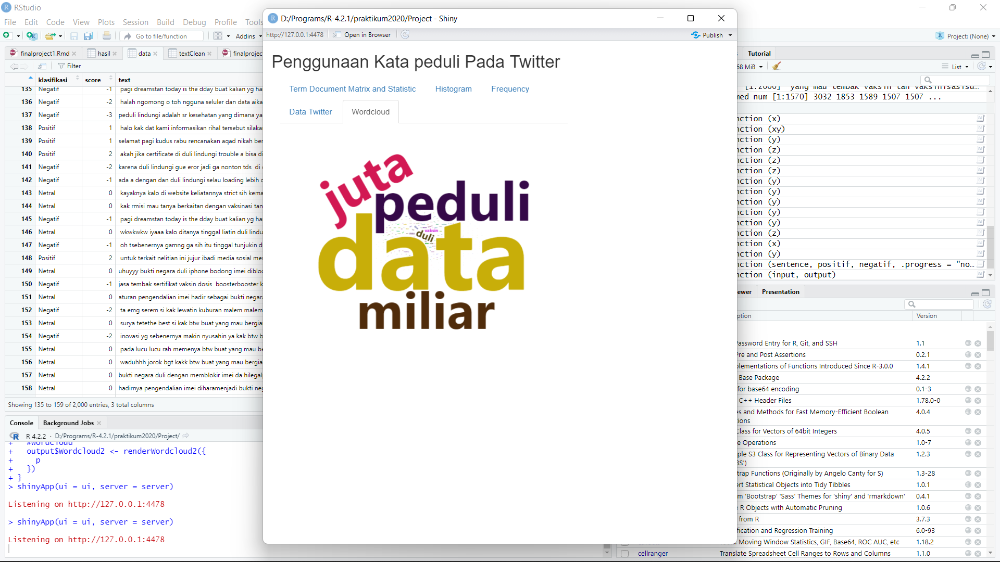 RStudio
File Edit Code View Plots Session Build Debug Profile Tools
Go to file/function
Addins
Project: (None)
finalproject1.Rmd
hasil
data
textClean
finalprojec
Filter
klasifikasi score text
135 Negatif -1 pagi dreamstan today is the dday buat kalian yg ha
136 Negatif -2 halah ngomong o toh ngguna seluler dan data aika
137 Negatif -3 peduli lindungi adalah sr kesehatan yang dimana ya
138 Positif 1 halo kak dat kami informasikan rihal tersebut silaka
139 Positif 1 selamat pagi kudus rabu rencanakan aqad nikah ber
140 Positif 2 akah jika certificate di duli lindungi trouble a bisa di
141 Negatif -2 karena duli lindungi gue eror jadi ga nonton tds di
142 Negatif -1 ada a dengan dan duli lindungi selau loading lebih
143 Netral 0 kayaknya kalo di website keliatannya strict sih kema
144 Netral 0 kak rmisi mau tanya berkaitan dengan vaksinasi tan
145 Negatif -1 pagi dreamstan today is the dday buat kalian yg ha
146 Netral 0 wkwkwkw iyaaa kalo ditanya tinggal liatin duli lindu
147 Negatif -1 oh tsebenernya gamng ga sih itu tinggal tunjukin d
148 Positif 2 untuk terkait nelitian ini jujur ibadi media sosial me
149 Netral 0 uhuyyy bukti negara duli iphone bodong imei dibloc
150 Negatif -1 jasa tembak sertifikat vaksin dosis boosterbooster k
151 Netral 0 aturan pengendalian imei hadir sebagai bukti negar
152 Negatif -2 ta emg serem si kak lewatin kuburan malem malem
153 Netral 0 surya tetethe best si kak btw buat yang mau bergia
154 Negatif -2 inovasi yg sebenernya makin nyusahin ya kak btw b
155 Netral 0 pada lucu lucu rah memenya btw buat yang mau be
156 Netral 0 waduhhh jorok bgt kakk btw buat yang mau bergia
157 Netral 0 bukti negara duli dengan memblokir imei da hilegal
158 Netral 0 hadirnya pengendalian imei diharamenjadi bukti neg
Showing 135 to 159 of 2,000 entries, 3 total columns
Console Background Jobs
R 4.2.2 · D:/Programs/R-4.2.1/praktikum2020/Project/
+ #wordcloud
+ output$Wordcloud2 <- renderWordcloud2({
+ p
+ })
+ }
> shinyApp(ui = ui, server = server)
Listening on http://127.0.0.1:4478
> shinyApp(ui = ui, server = server)
Listening on http://127.0.0.1:4478
D:/Programs/R-4.2.1/praktikum2020/Project - Shiny
http://127.0.0.1:4478
Open in Browser
Publish
Penggunaan Kata peduli Pada Twitter
Term Document Matrix and Statistic
Histogram
Frequency
Data Twitter
Wordcloud
juta
peduli
vaksin
duli
data
miliar
Tutorial
68 MiB
List
[1:2000] "yang mau tembak vaksin tan vaksinisasisu...
med num [1:1570] 3032 1853 1589 1507 1507 ...
nction (x)
nction (xy)
nction (y)
nction (z)
nction (z)
nction (z)
nction (y)
nction (y)
nction (y)
nction (y)
nction (y)
nction (z)
nction (x)
nction (y)
nction (sentence, positif, negatif, .progress = "no...
nction (input, output)
ewer Presentation
ption Version
Password Entry for R, Git, and SSH 1.1
Pre and Post Assertions 0.2.1
plementations of Functions Introduced Since R-3.0.0 1.4.1
Base Package 4.2.2
for base64 encoding 0.1-3
C++ Header Files 1.78.0-0
es and Methods for Fast Memory-Efficient Boolean 4.0.4
ions
Class for Vectors of 64bit Integers 4.0.5
e Operations 1.0-7
ple S3 Class for Representing Vectors of Binary Data 1.2.3
BS')
trap Functions (Originally by Angelo Canty for S) 1.3-28
ert Statistical Objects into Tidy Tibbles 1.0.1
m 'Bootstrap' 'Sass' Themes for 'shiny' and 'rmarkdown' 0.4.1
e R Objects with Automatic Pruning 1.0.6
from R 3.7.3
ification and Regression Training 6.0-93
Moving Window Statistics, GIF, Base64, ROC AUC, etc 1.18.2
cellranger Translate Spreadsheet Cell Ranges to Rows and Columns 1.1.0